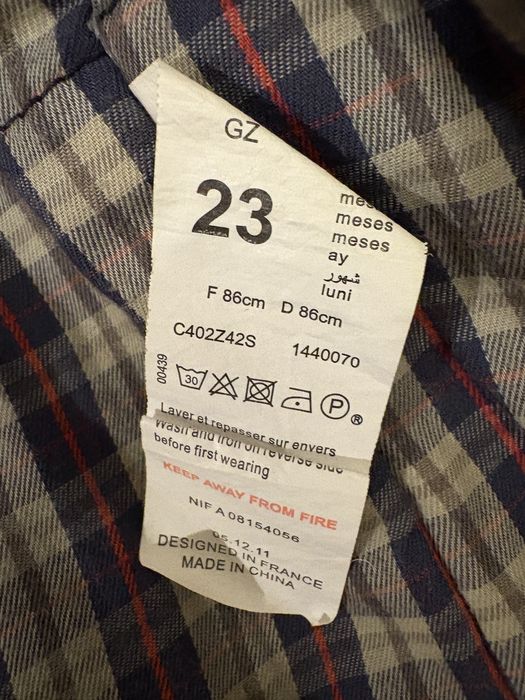 GZ
23
meses
meses
ay
شهور
luni
F 86cm D 86cm
C402Z42S 1440070
00439
30 P ®
Laver et repasser sur envers
Wash and iron on reverse side
before first wearing
KEEP AWAY FROM FIRE
NIF A 08154056
05.12.11
DESIGNED IN FRANCE
MADE IN CHINA